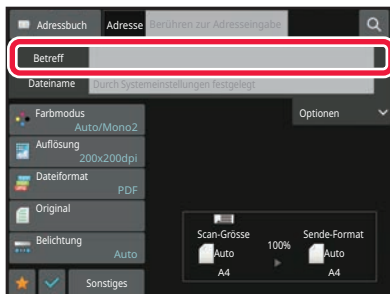 Adressbuch Adresse Berühren zur Adresseingabe
Betreff
Dateiname Durch Systemeinstellungen festgelegt
Farbmodus
Auto/Mono2
Optionen
Auflösung
200x200dpi
Dateiformat
PDF
Original
Belichtung
Auto
Scan-Grösse
Auto
A4
100%
Sende-Format
Auto
A4
Sonstiges